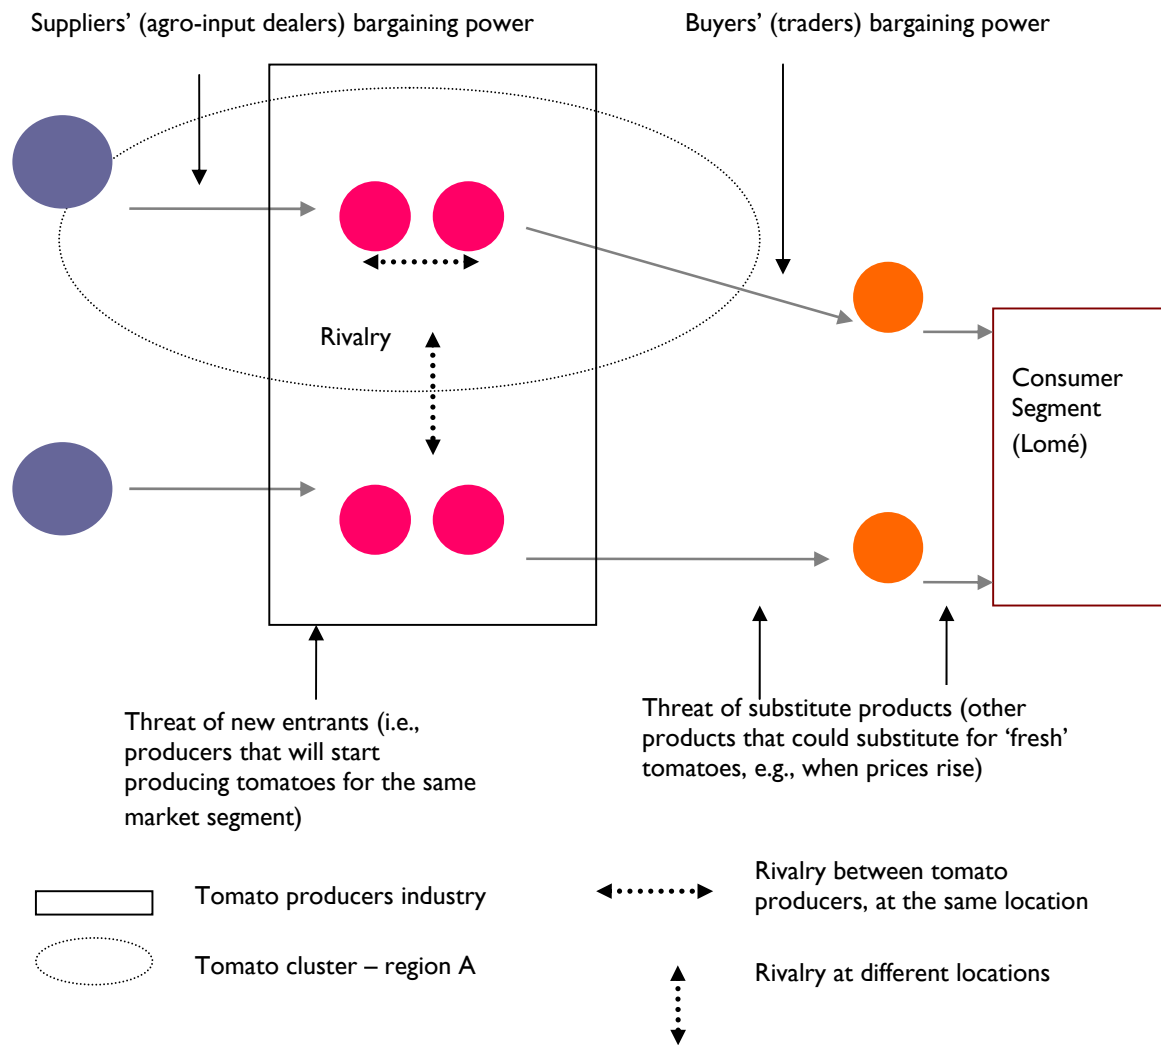 Suppliers’ (agro-input dealers) bargaining power
Buyers’ (traders) bargaining power
Rivalry
Consumer
Segment
(Lomé)
Threat of new entrants (i.e.,
producers that will start
producing tomatoes for the same
market segment)
Threat of substitute products (other
products that could substitute for ‘fresh’
tomatoes, e.g., when prices rise)
Tomato producers industry
Rivalry between tomato
producers, at the same location
Tomato cluster – region A
Rivalry at different locations